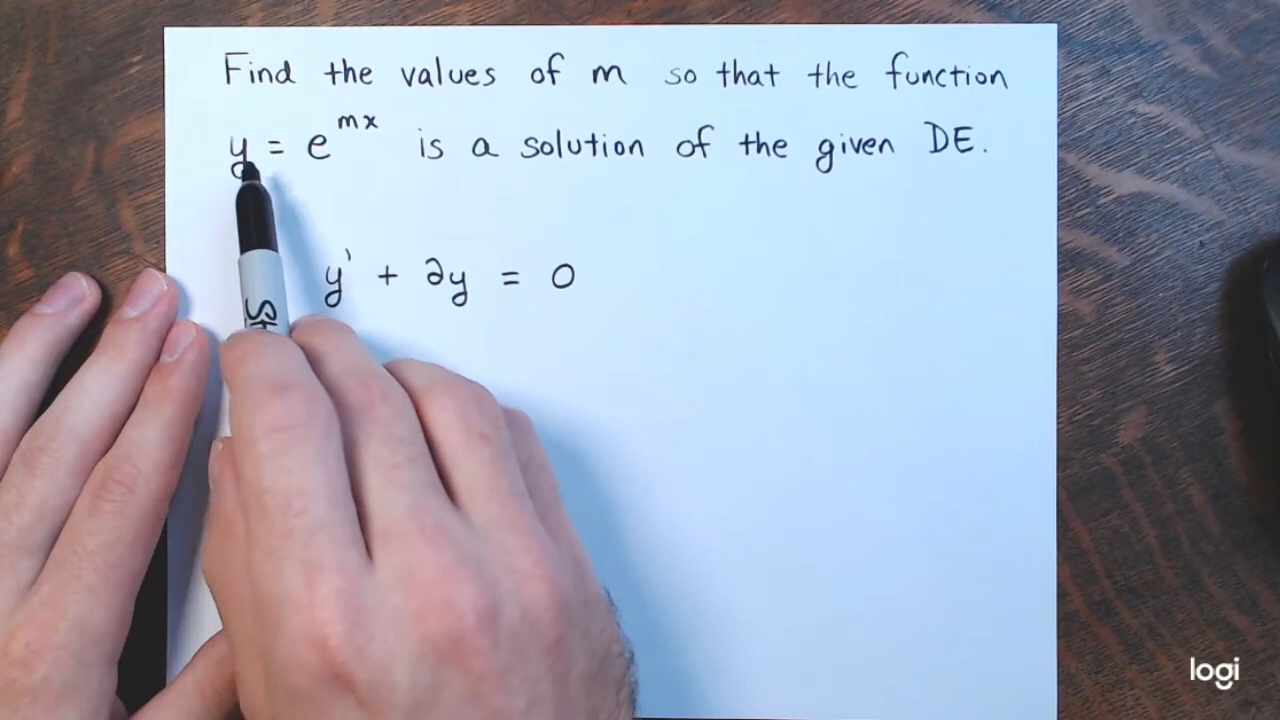 Find the values of m so that the function
y = e^{mx} is a solution of the given DE.
y' + 2y = 0
logi